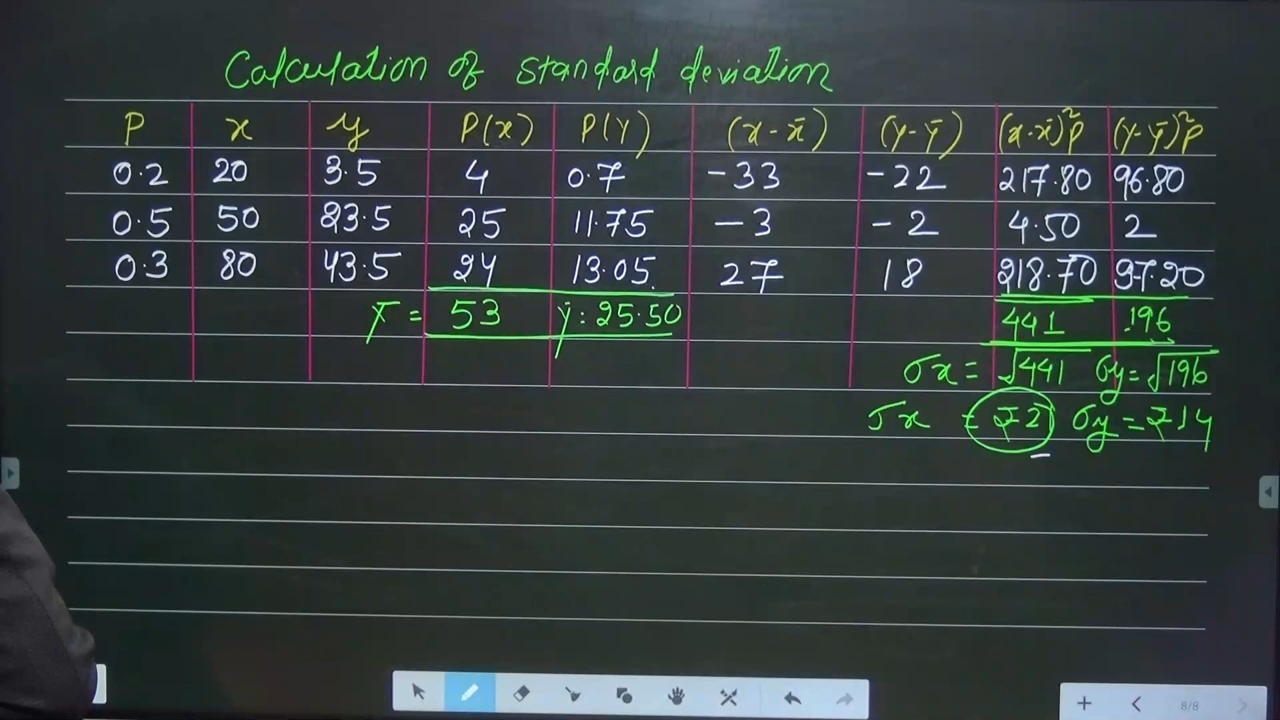 Calculation of standard deviation
P x y P(x) P(Y) (x-x̄) (y-ȳ) (x-x̄)²p (y-ȳ)²p
0.2 20 3.5 4 0.7 -33 -22 217.80 96.80
0.5 50 23.5 25 11.75 -3 -2 4.50 2
0.3 80 43.5 24 13.05 27 18 218.70 97.20
x̄ = 53 ȳ: 25.50 441 196
σx = √441 σy = √196
σx = ₹21 σy = ₹14
8/8